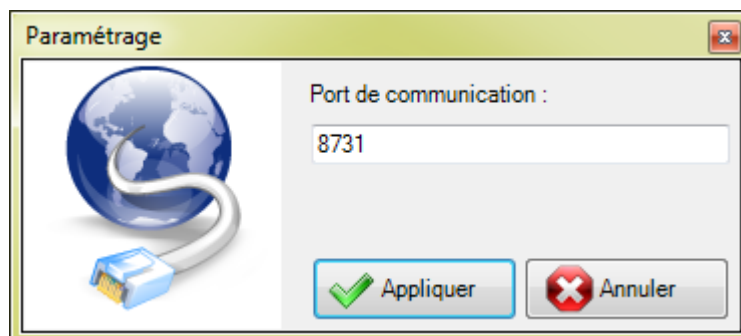 Paramétrage
Port de communication :
8731
Appliquer
Annuler